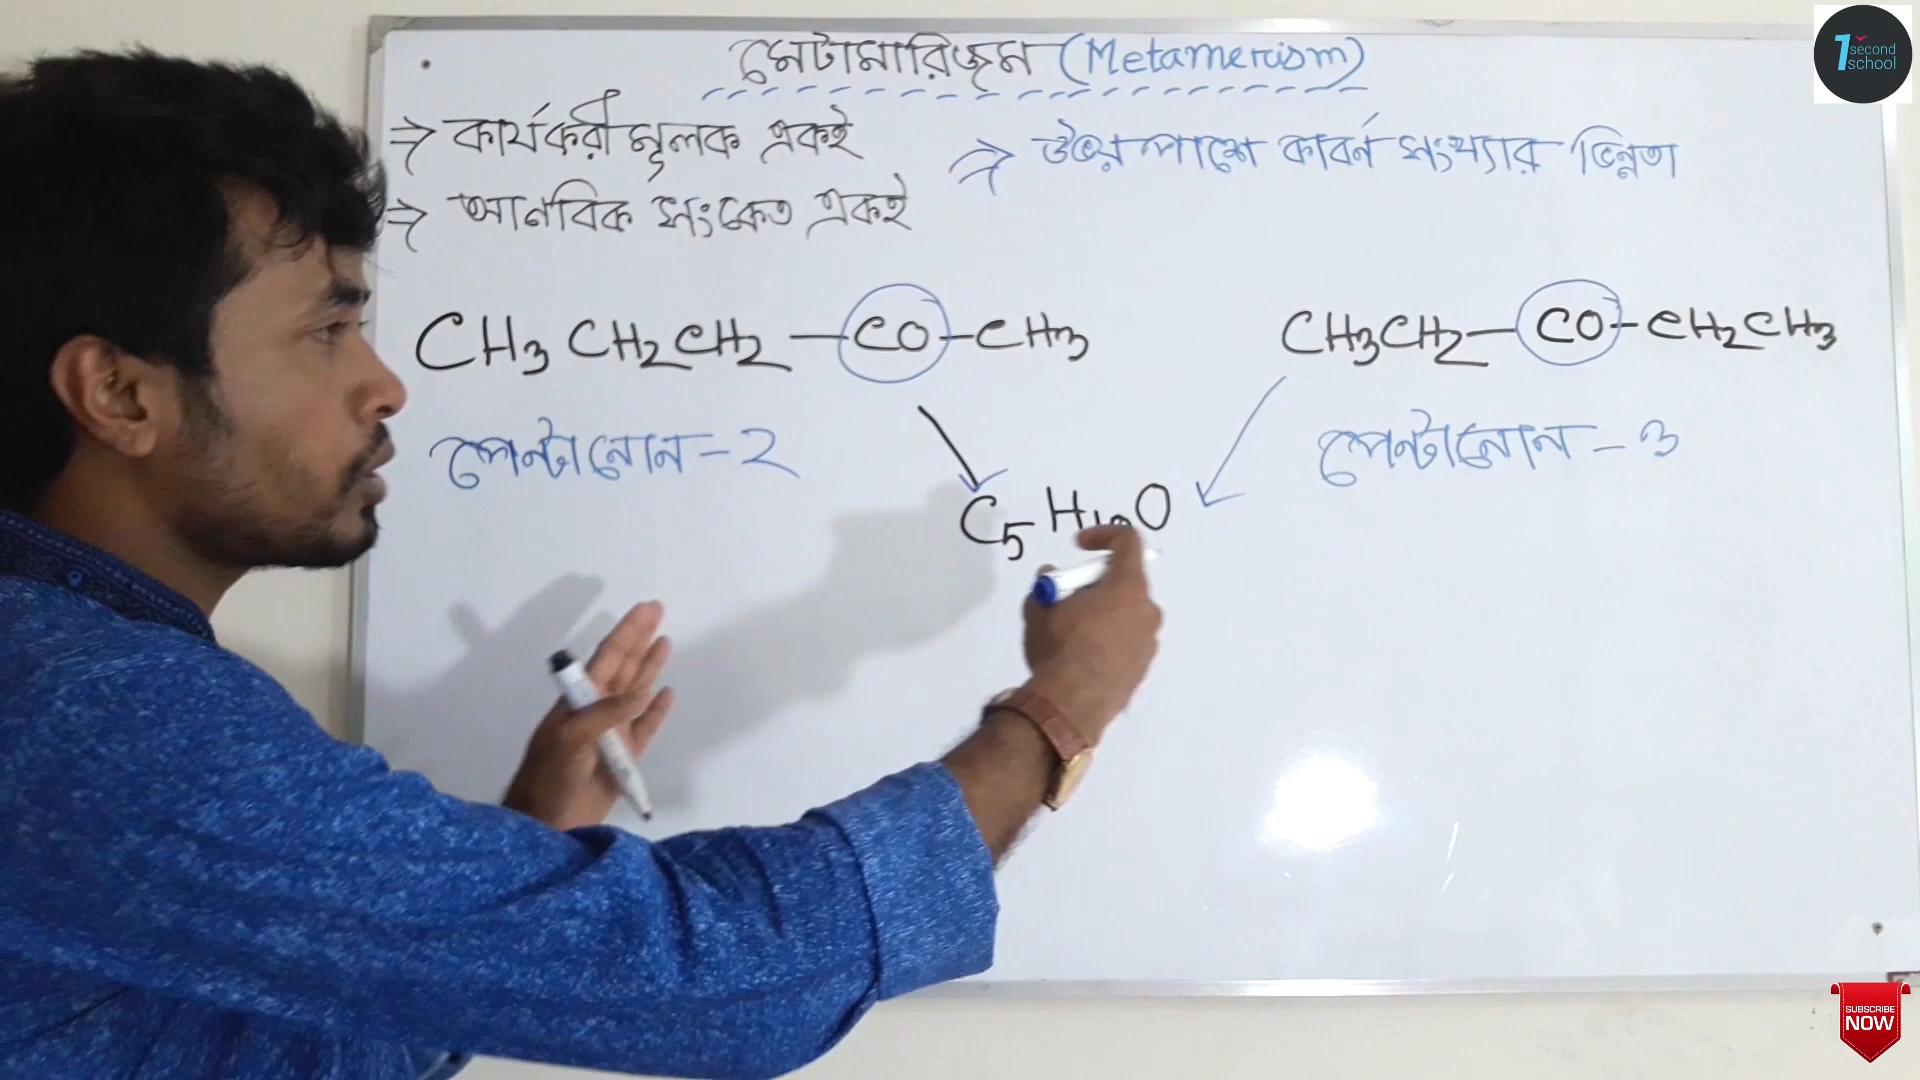 মেটামারিজম (Metamerism)
⇒ কার্যকরী মূলক একই
⇒ উভয় পাশে কার্বন সংখ্যার ভিন্নতা
⇒ আনবিক সংকেত একই
CH₃ CH₂ CH₂ — CO — CH₃
CH₃CH₂ — CO — CH₂CH₃
পেন্টানোন - 2
পেন্টানোন - ৩
C₅H₁₀O
1 second school
SUBSCRIBE NOW